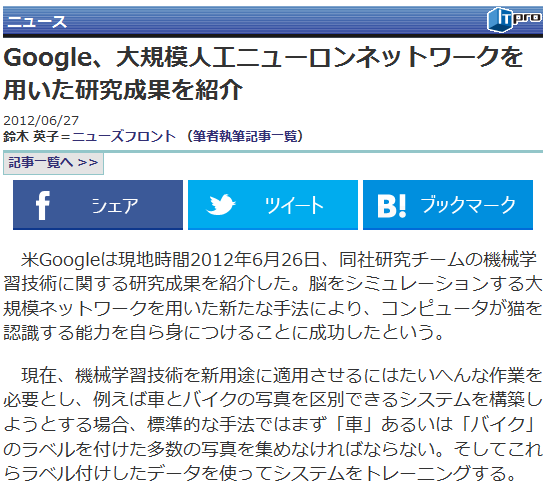 ニュース
ITpro
Google、大規模人工ニューロンネットワークを
用いた研究成果を紹介
2012/06/27
鈴木 英子＝ニューズフロント （筆者執筆記事一覧）
記事一覧へ >>
f シェア
ツイート
B! ブックマーク
米Googleは現地時間2012年6月26日、同社研究チームの機械学
習技術に関する研究成果を紹介した。脳をシミュレーションする大
規模ネットワークを用いた新たな手法により、コンピュータが猫を
認識する能力を自ら身につけることに成功したという。
現在、機械学習技術を新用途に適用させるにはたいへんな作業を
必要とし、例えば車とバイクの写真を区別できるシステムを構築し
ようとする場合、標準的な手法ではまず「車」あるいは「バイク」
のラベルを付けた多数の写真を集めなければならない。そしてこれ
らラベル付けしたデータを使ってシステムをトレーニングする。